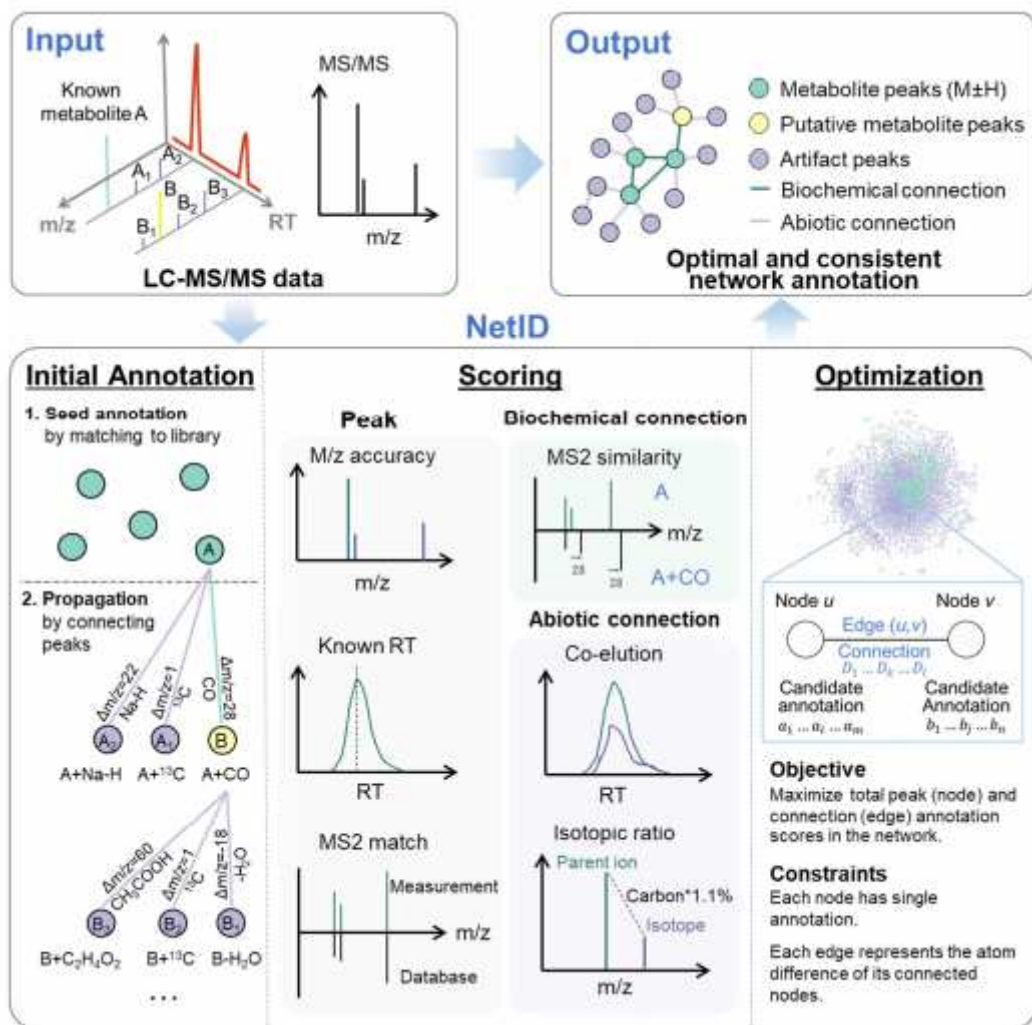 Input
Known
metabolite A
A₁
A₂
B
B₁
B₂
B₃
m/z
RT
MS/MS
m/z
LC-MS/MS data
Output
Metabolite peaks (M±H)
Putative metabolite peaks
Artifact peaks
Biochemical connection
Abiotic connection
Optimal and consistent
network annotation
NetID
Initial Annotation
1. Seed annotation
by matching to library
A
2. Propagation
by connecting
peaks
Δm/z=22
Na-H
Δm/z=1
¹³C
Δm/z=28
CO
A₂
A₁
B
A+Na-H
A+¹³C
A+CO
Δm/z=60
CH₃COOH
Δm/z=1
¹³C
Δm/z=-18
-H₂O
B₃
B₂
B₁
B+C₂H₄O₂
B+¹³C
B-H₂O
...
Scoring
Peak
M/z accuracy
m/z
Known RT
RT
MS2 match
Measurement
m/z
Database
Biochemical connection
MS2 similarity
A
m/z
28
28
A+CO
Abiotic connection
Co-elution
RT
Isotopic ratio
Parent ion
Carbon*1.1%
Isotope
m/z
Optimization
Node u
Node v
Edge (u,v)
Connection
D₁ ... Dₖ ... Dₗ
Candidate
annotation
a₁ ... aᵢ ... aₘ
Candidate
Annotation
b₁ ... bⱼ ... bₙ
Objective
Maximize total peak (node) and
connection (edge) annotation
scores in the network.
Constraints
Each node has single
annotation.
Each edge represents the atom
difference of its connected
nodes.